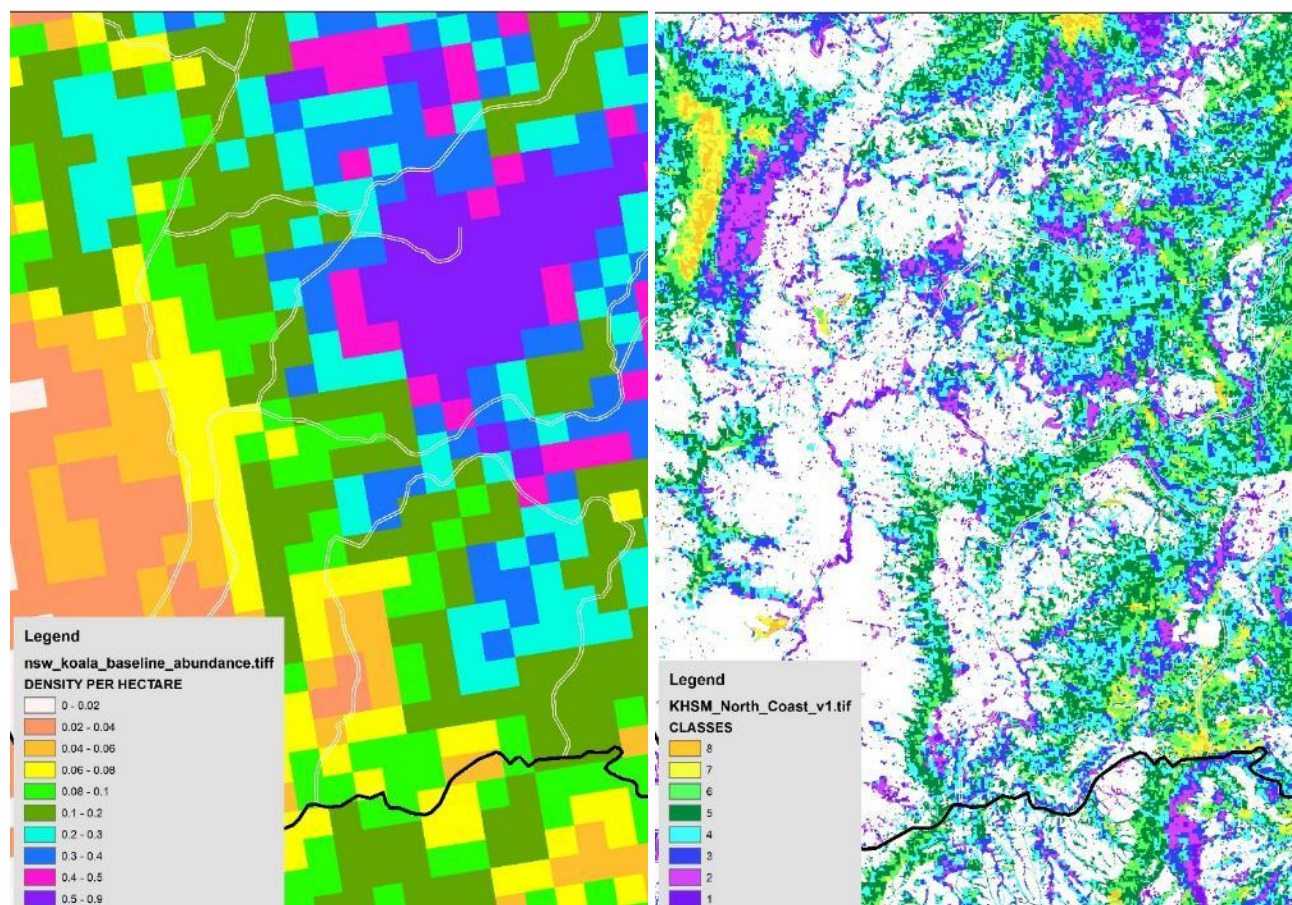 Legend
nsw_koala_baseline_abundance.tiff
DENSITY PER HECTARE
0 - 0.02
0.02 - 0.04
0.04 - 0.06
0.06 - 0.08
0.08 - 0.1
0.1 - 0.2
0.2 - 0.3
0.3 - 0.4
0.4 - 0.5
0.5 - 0.9
Legend
KHSM_North_Coast_v1.tif
CLASSES
8
7
6
5
4
3
2
1